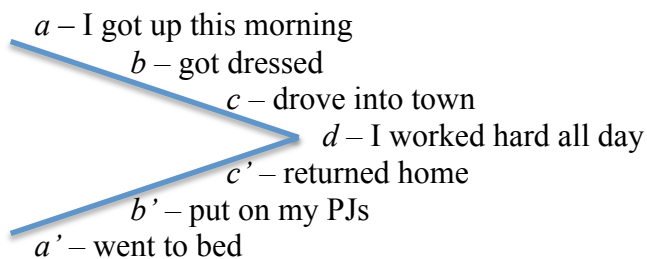 a – I got up this morning
b – got dressed
c – drove into town
d – I worked hard all day
c’ – returned home
b’ – put on my PJs
a’ – went to bed